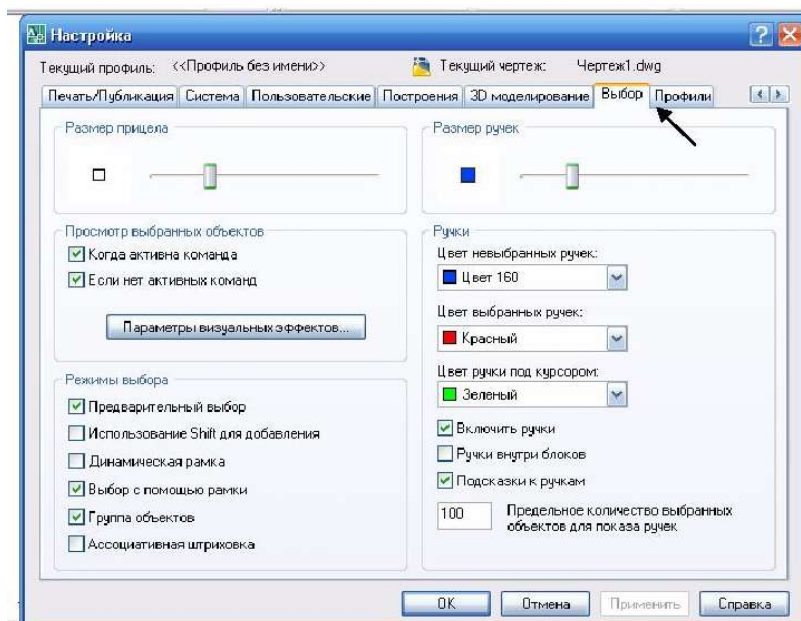 Настройка
Текущий профиль: <<Профиль без имени>> Текущий чертеж: Чертеж1.dwg
Печать/Публикация Система Пользовательские Построения 3D моделирование Выбор Профили
Размер прицела
Размер ручек
Просмотр выбранных объектов
Когда активна команда
Если нет активных команд
Параметры визуальных эффектов...
Режимы выбора
Предварительный выбор
Использование Shift для добавления
Динамическая рамка
Выбор с помощью рамки
Группа объектов
Ассоциативная штриховка
Ручки
Цвет невыбранных ручек:
Цвет 160
Цвет выбранных ручек:
Красный
Цвет ручки под курсором:
Зеленый
Включить ручки
Ручки внутри блоков
Подсказки к ручкам
100 Предельное количество выбранных
объектов для показа ручек
OK Отмена Применить Справка